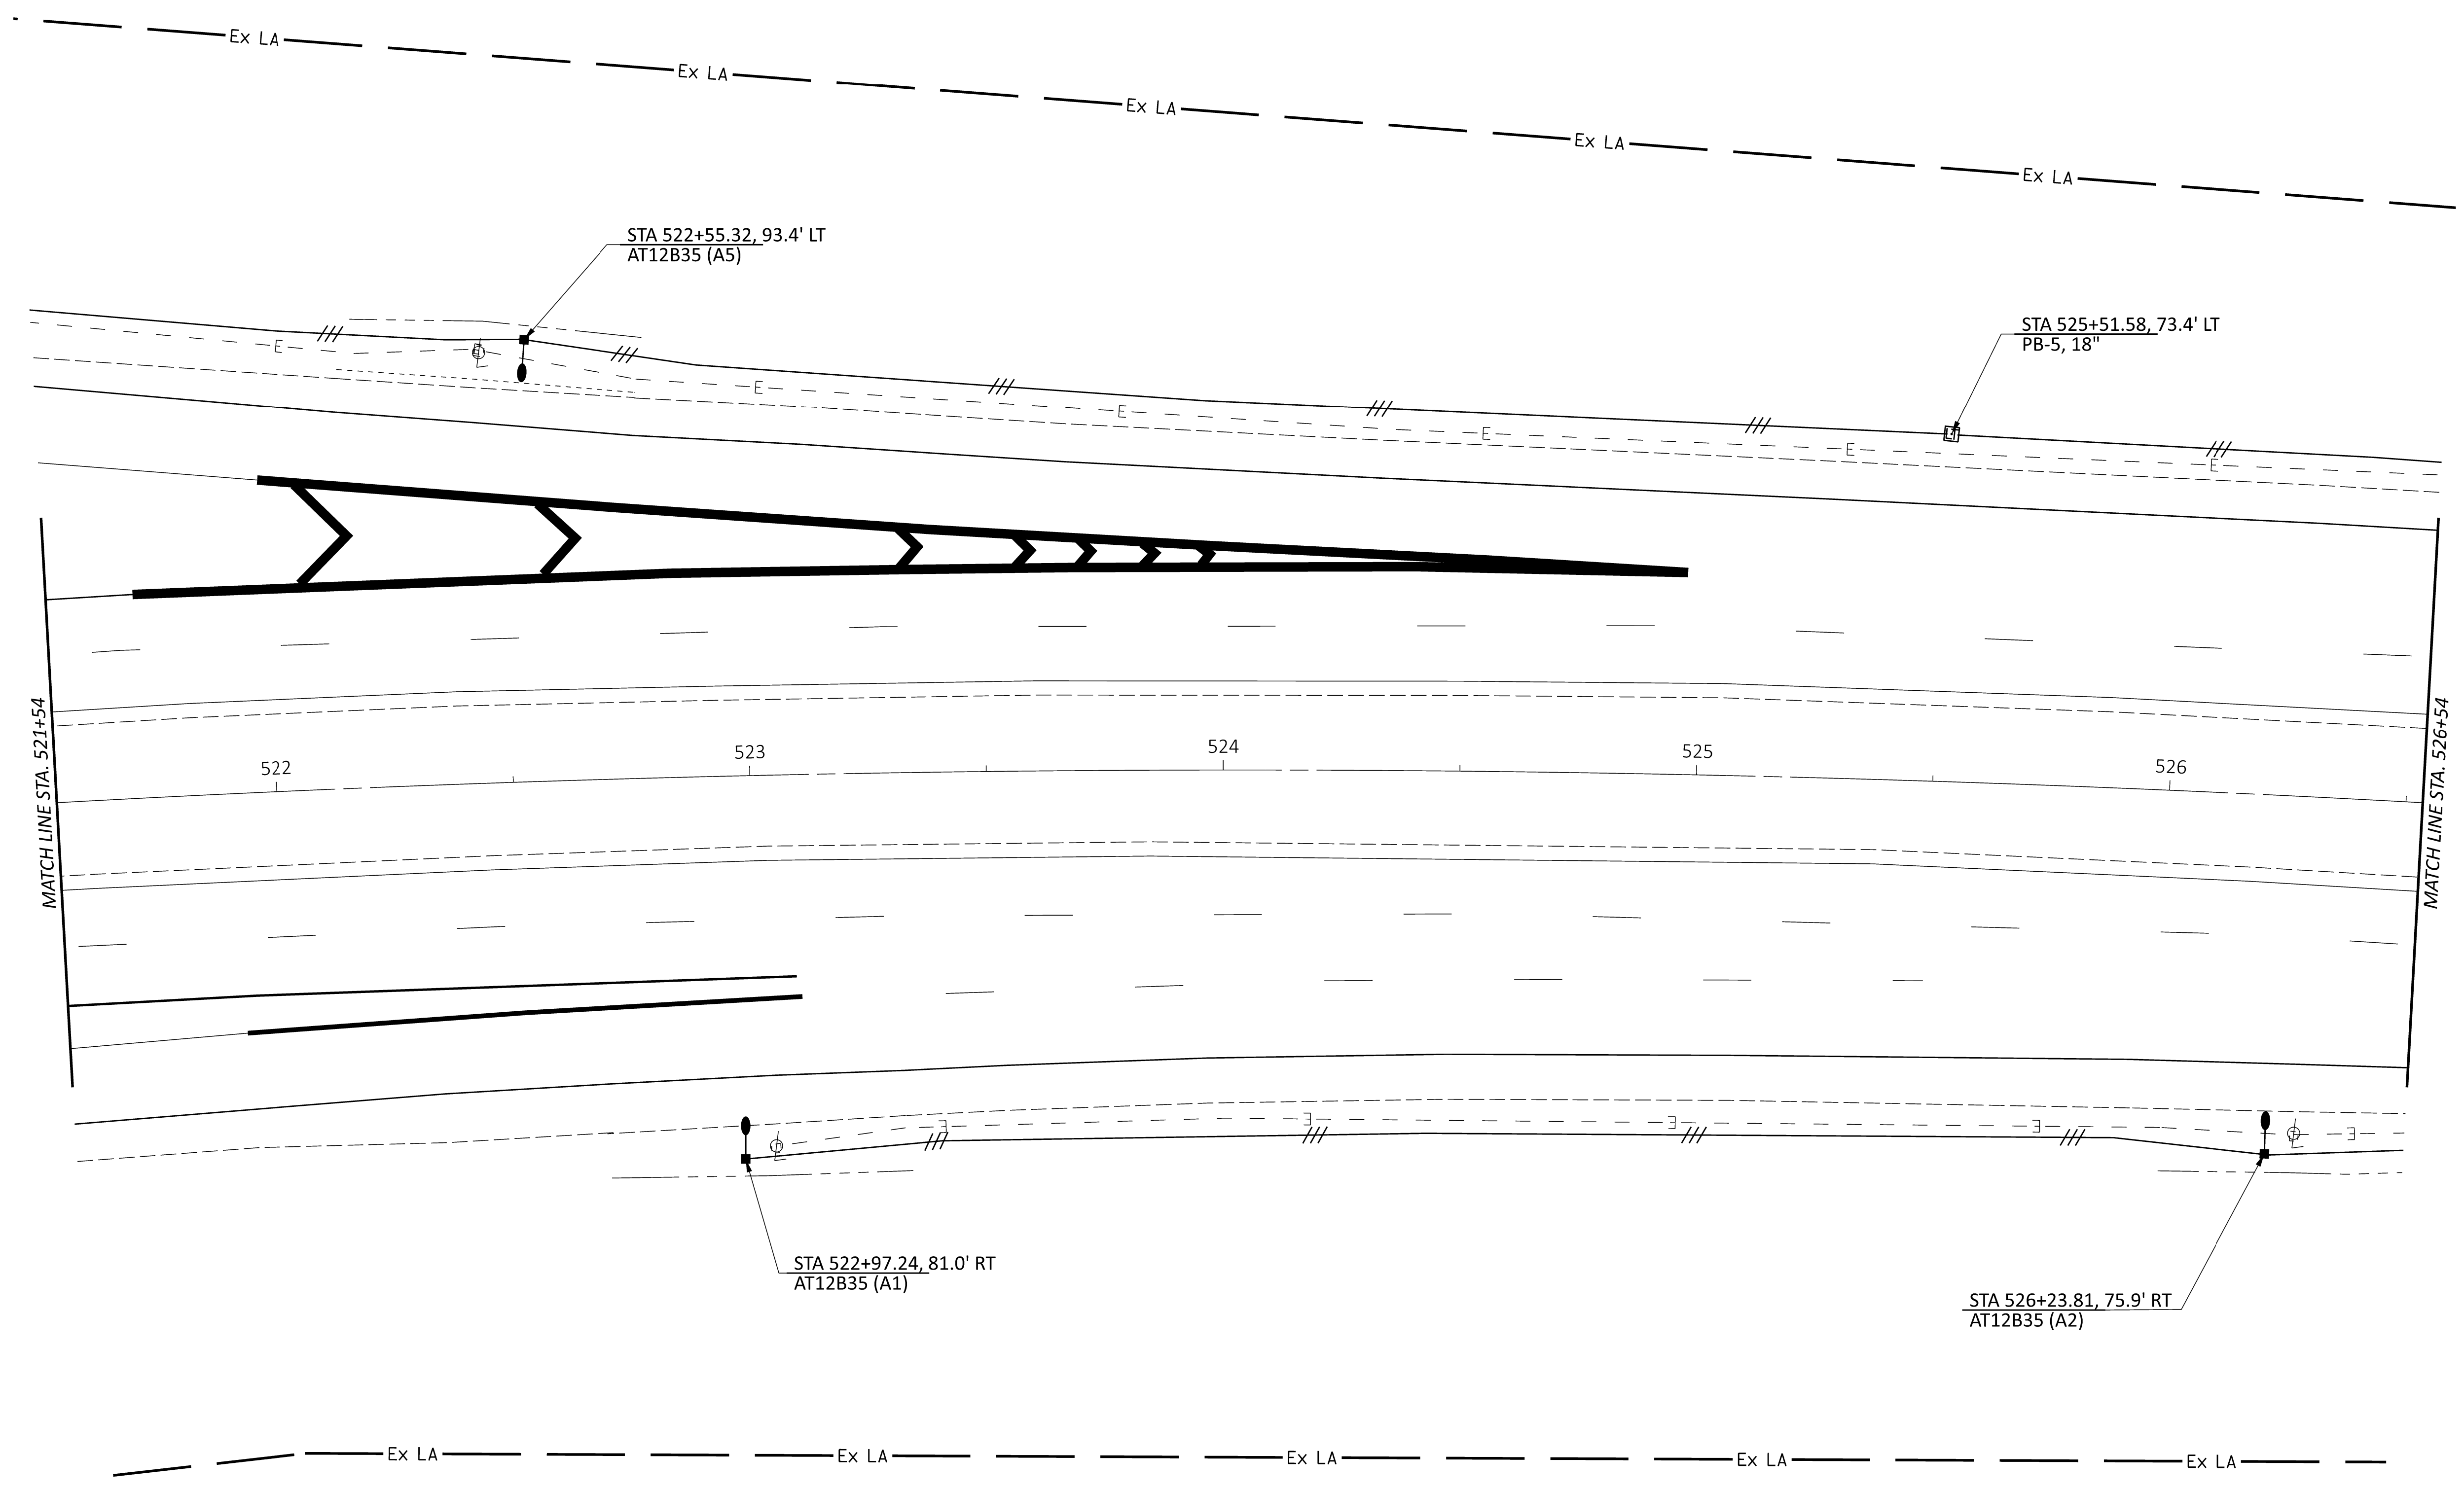 Ex LA
Ex LA
Ex LA
Ex LA
Ex LA
STA 522+55.32, 93.4' LT
AT12B35 (A5)
STA 525+51.58, 73.4' LT
PB-5, 18"
E
E
E
E
E
E
LT
MATCH LINE STA. 521+54
522
523
524
525
526
MATCH LINE STA. 526+54
E
E
E
E
E
STA 522+97.24, 81.0' RT
AT12B35 (A1)
STA 526+23.81, 75.9' RT
AT12B35 (A2)
Ex LA
Ex LA
Ex LA
Ex LA
Ex LA